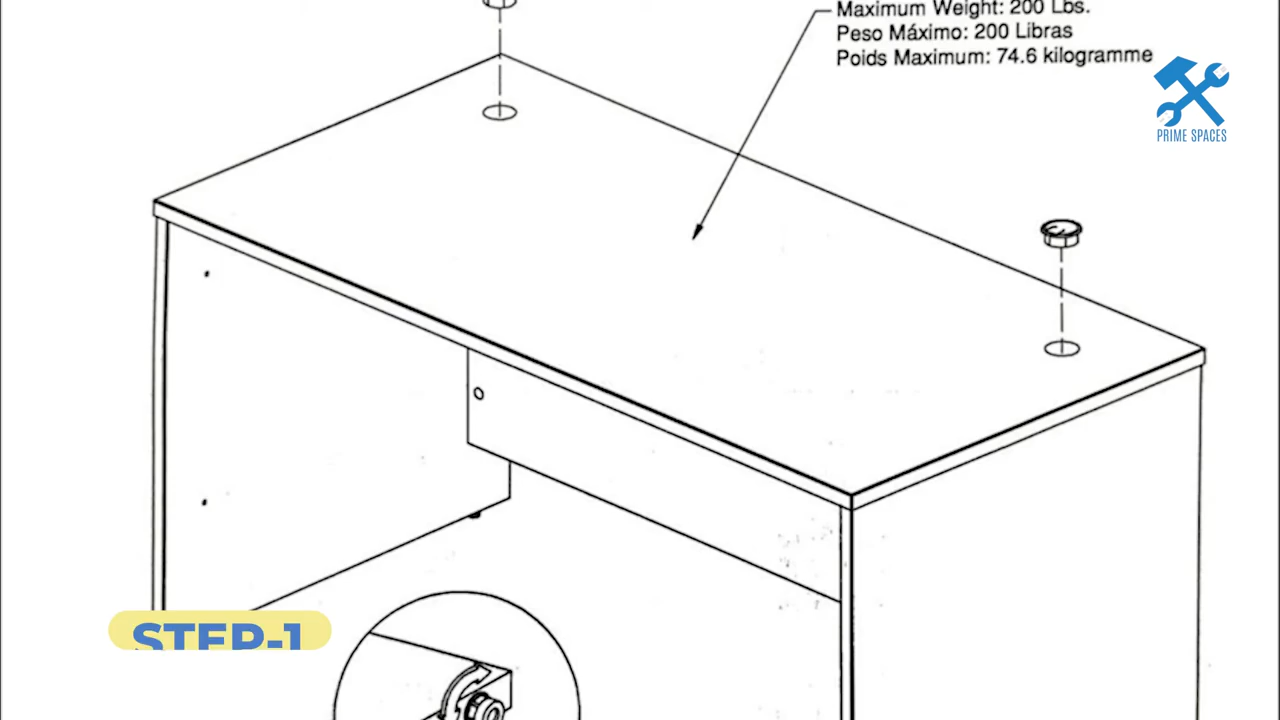 Maximum Weight: 200 Lbs.
Peso Máximo: 200 Libras
Poids Maximum: 74.6 kilogramme
PRIME SPACES
STEP-1